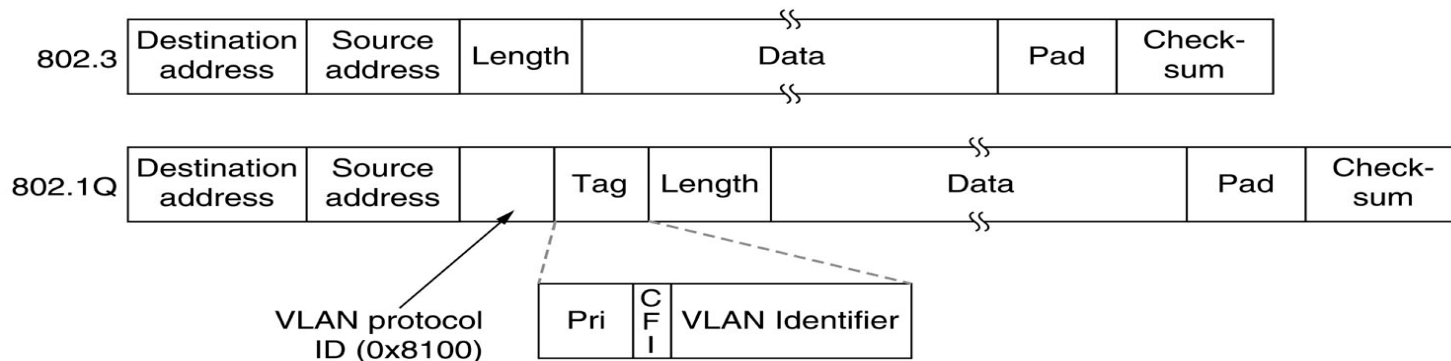 802.3
Destination
address
Source
address
Length
Data
Pad
Check-
sum
802.1Q
Destination
address
Source
address
Tag
Length
Data
Pad
Check-
sum
VLAN protocol
ID (0x8100)
Pri
C
F
I
VLAN Identifier